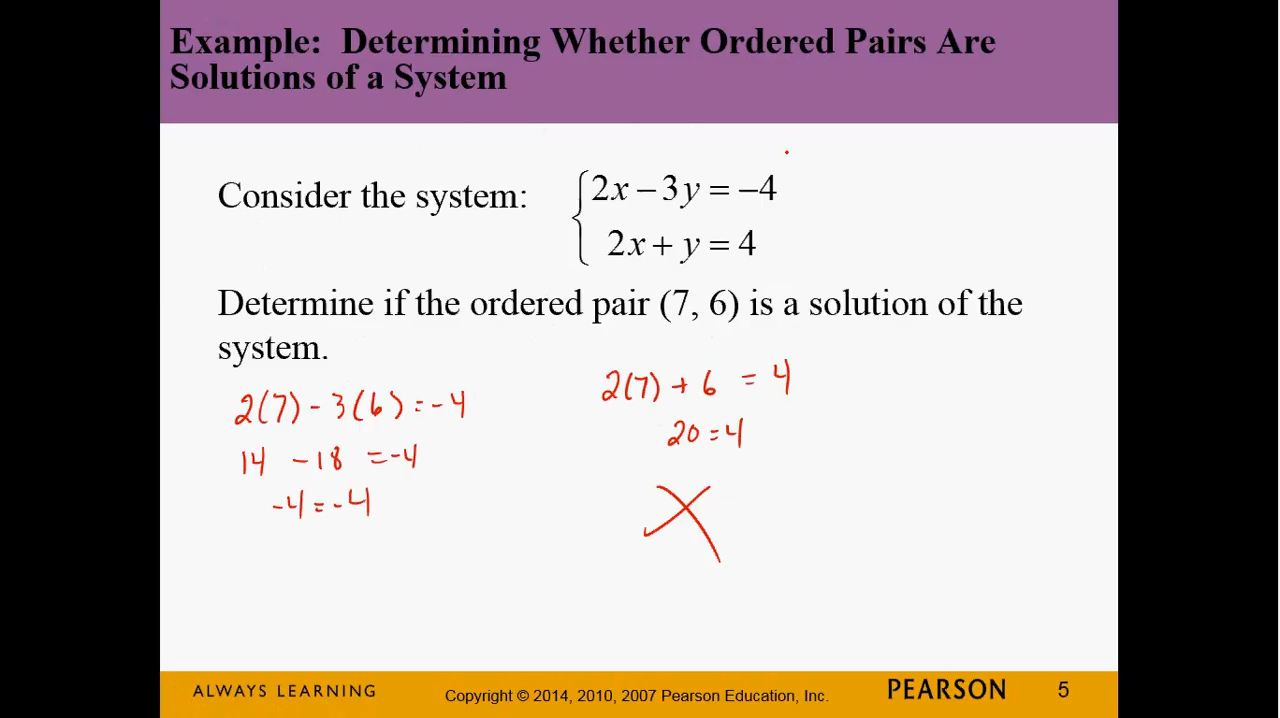 Example: Determining Whether Ordered Pairs Are
Solutions of a System
Consider the system:
2x − 3y = −4
2x + y = 4
Determine if the ordered pair (7, 6) is a solution of the
system.
2(7) - 3(6) = -4
14 - 18 = -4
-4 = -4
2(7) + 6 = 4
20 = 4
ALWAYS LEARNING
Copyright © 2014, 2010, 2007 Pearson Education, Inc.
PEARSON
5